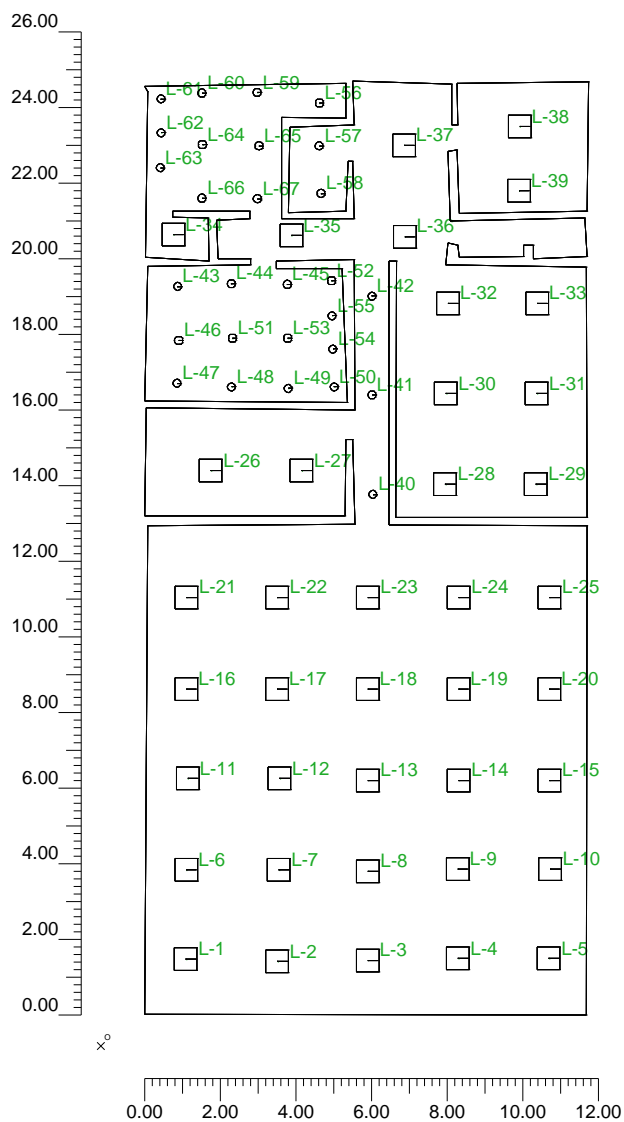 26.00
L-61 L-60 L-59 L-56
24.00
L-62 L-64 L-65 L-57 L-37 L-38
L-63
22.00
L-66 L-67 L-58 L-39
L-34 L-35 L-36
20.00
L-43 L-44 L-45 L-52 L-42 L-32 L-33
L-55
18.00
L-46 L-51 L-53 L-54
L-47 L-48 L-49 L-50 L-41 L-30 L-31
16.00
L-26 L-27 L-40 L-28 L-29
14.00
12.00
L-21 L-22 L-23 L-24 L-25
10.00
L-16 L-17 L-18 L-19 L-20
8.00
L-11 L-12 L-13 L-14 L-15
6.00
L-6 L-7 L-8 L-9 L-10
4.00
2.00
L-1 L-2 L-3 L-4 L-5
0.00
x°
0.00 2.00 4.00 6.00 8.00 10.00 12.00